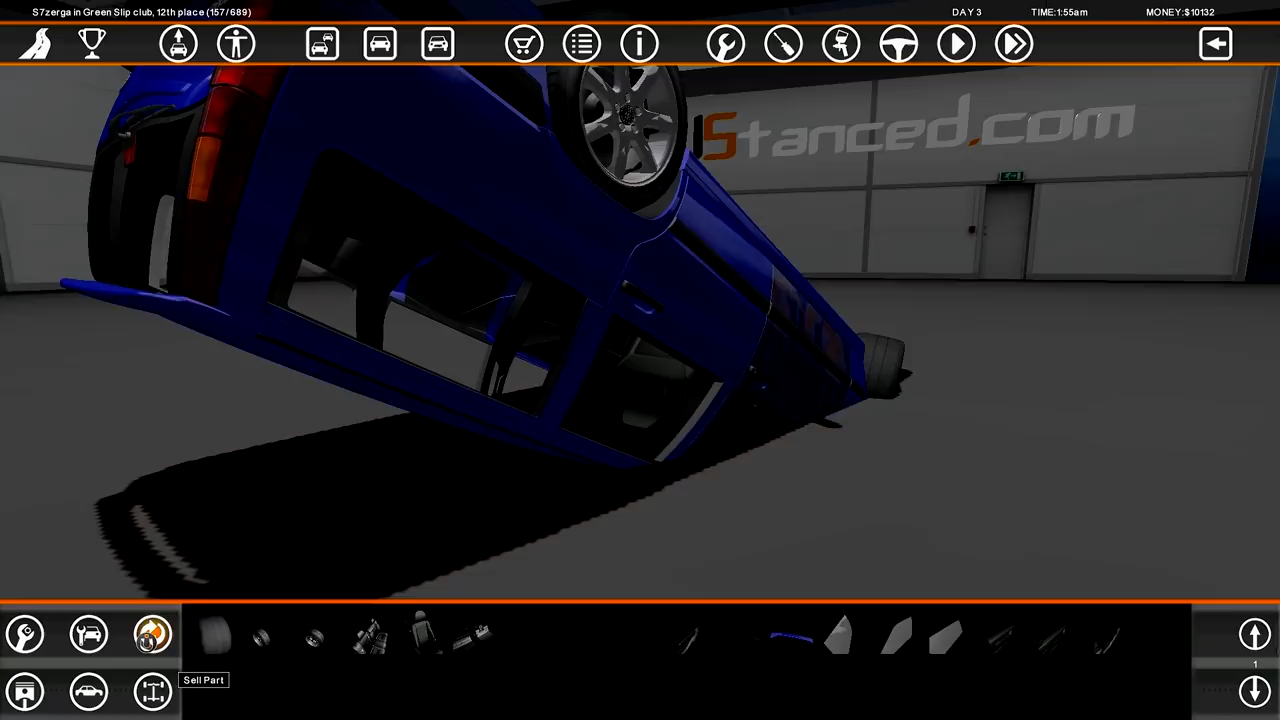 S7zerga in Green Slip club, 12th place (157/689)
DAY 3
TIME:1:55am
MONEY:$10132
Stanced.com
Sell Part
1